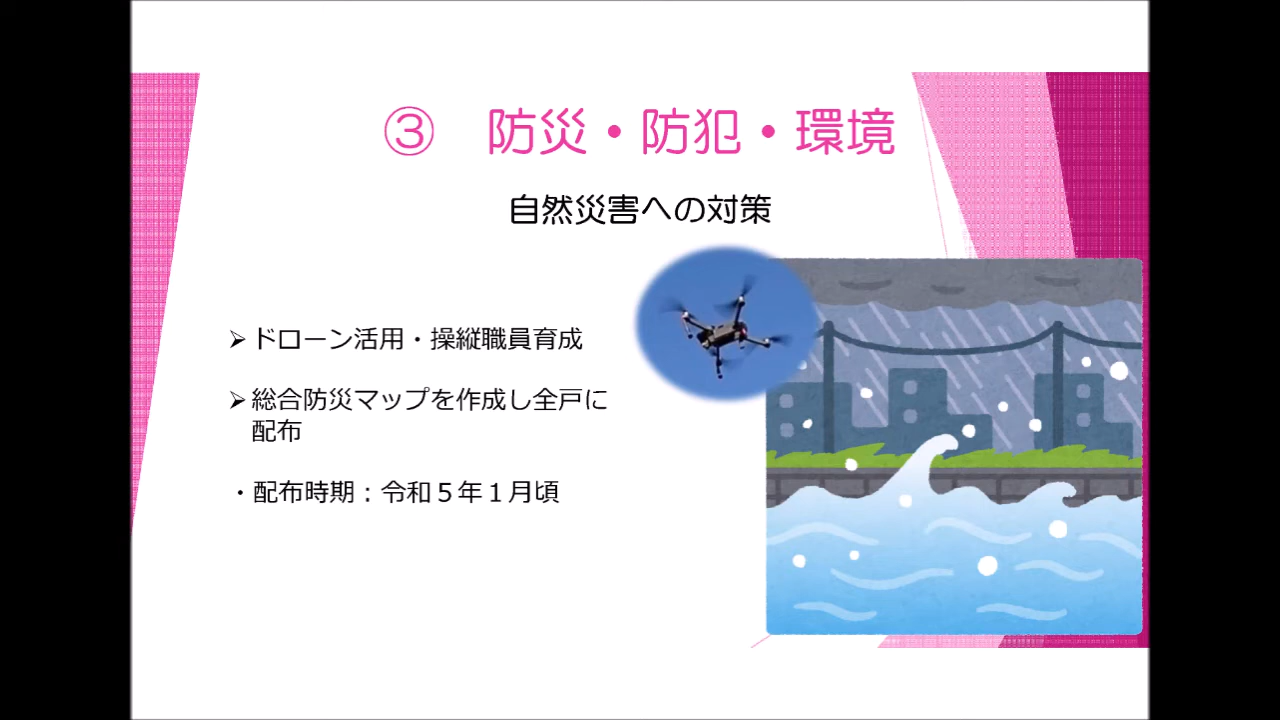 ③　防災・防犯・環境
自然災害への対策
➢ドローン活用・操縦職員育成
➢総合防災マップを作成し全戸に
配布
・配布時期：令和５年１月頃